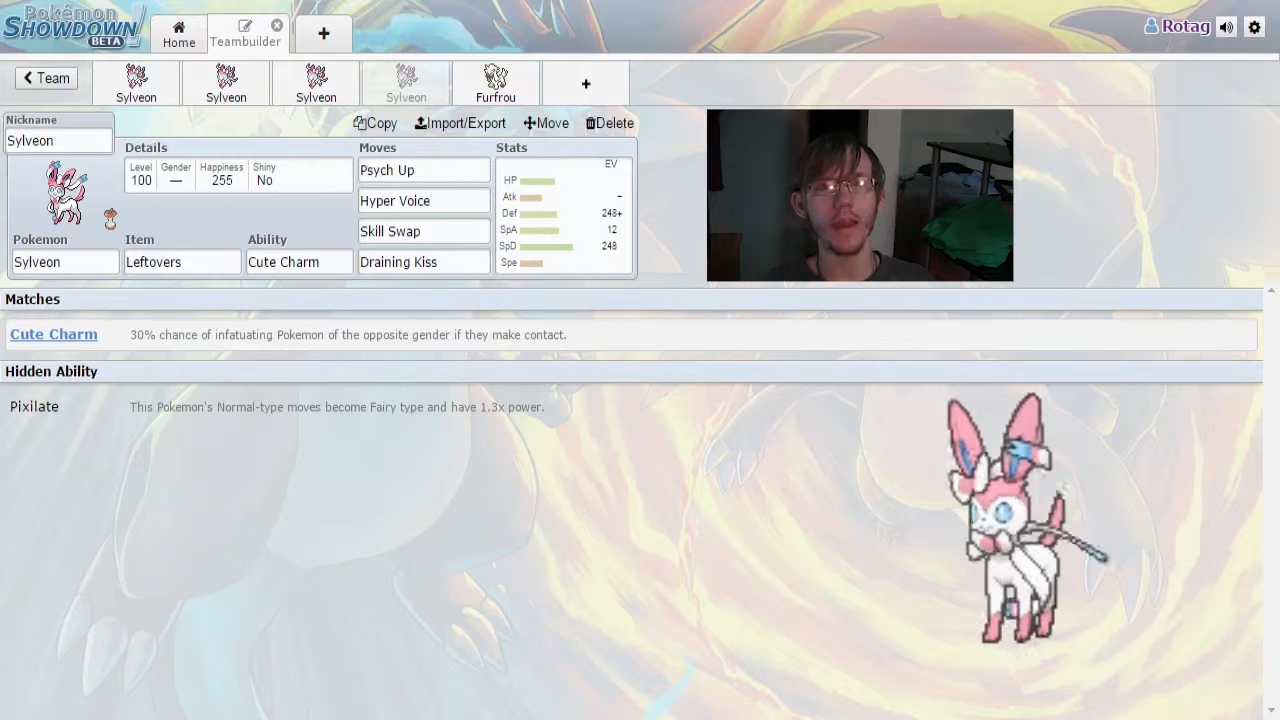 Pokémon
SHOWDOWN!
BETA
Home
Teambuilder
+
Rotag
Team
Sylveon
Sylveon
Sylveon
Sylveon
Furfrou
+
Nickname
Sylveon
Copy
Import/Export
Move
Delete
Details
Level
100
Gender
—
Happiness
255
Shiny
No
Pokemon
Sylveon
Item
Leftovers
Ability
Cute Charm
Moves
Psych Up
Hyper Voice
Skill Swap
Draining Kiss
Stats
EV
HP
Atk –
Def 248+
SpA 12
SpD 248
Spe
Matches
Cute Charm 30% chance of infatuating Pokemon of the opposite gender if they make contact.
Hidden Ability
Pixilate This Pokemon's Normal-type moves become Fairy type and have 1.3x power.